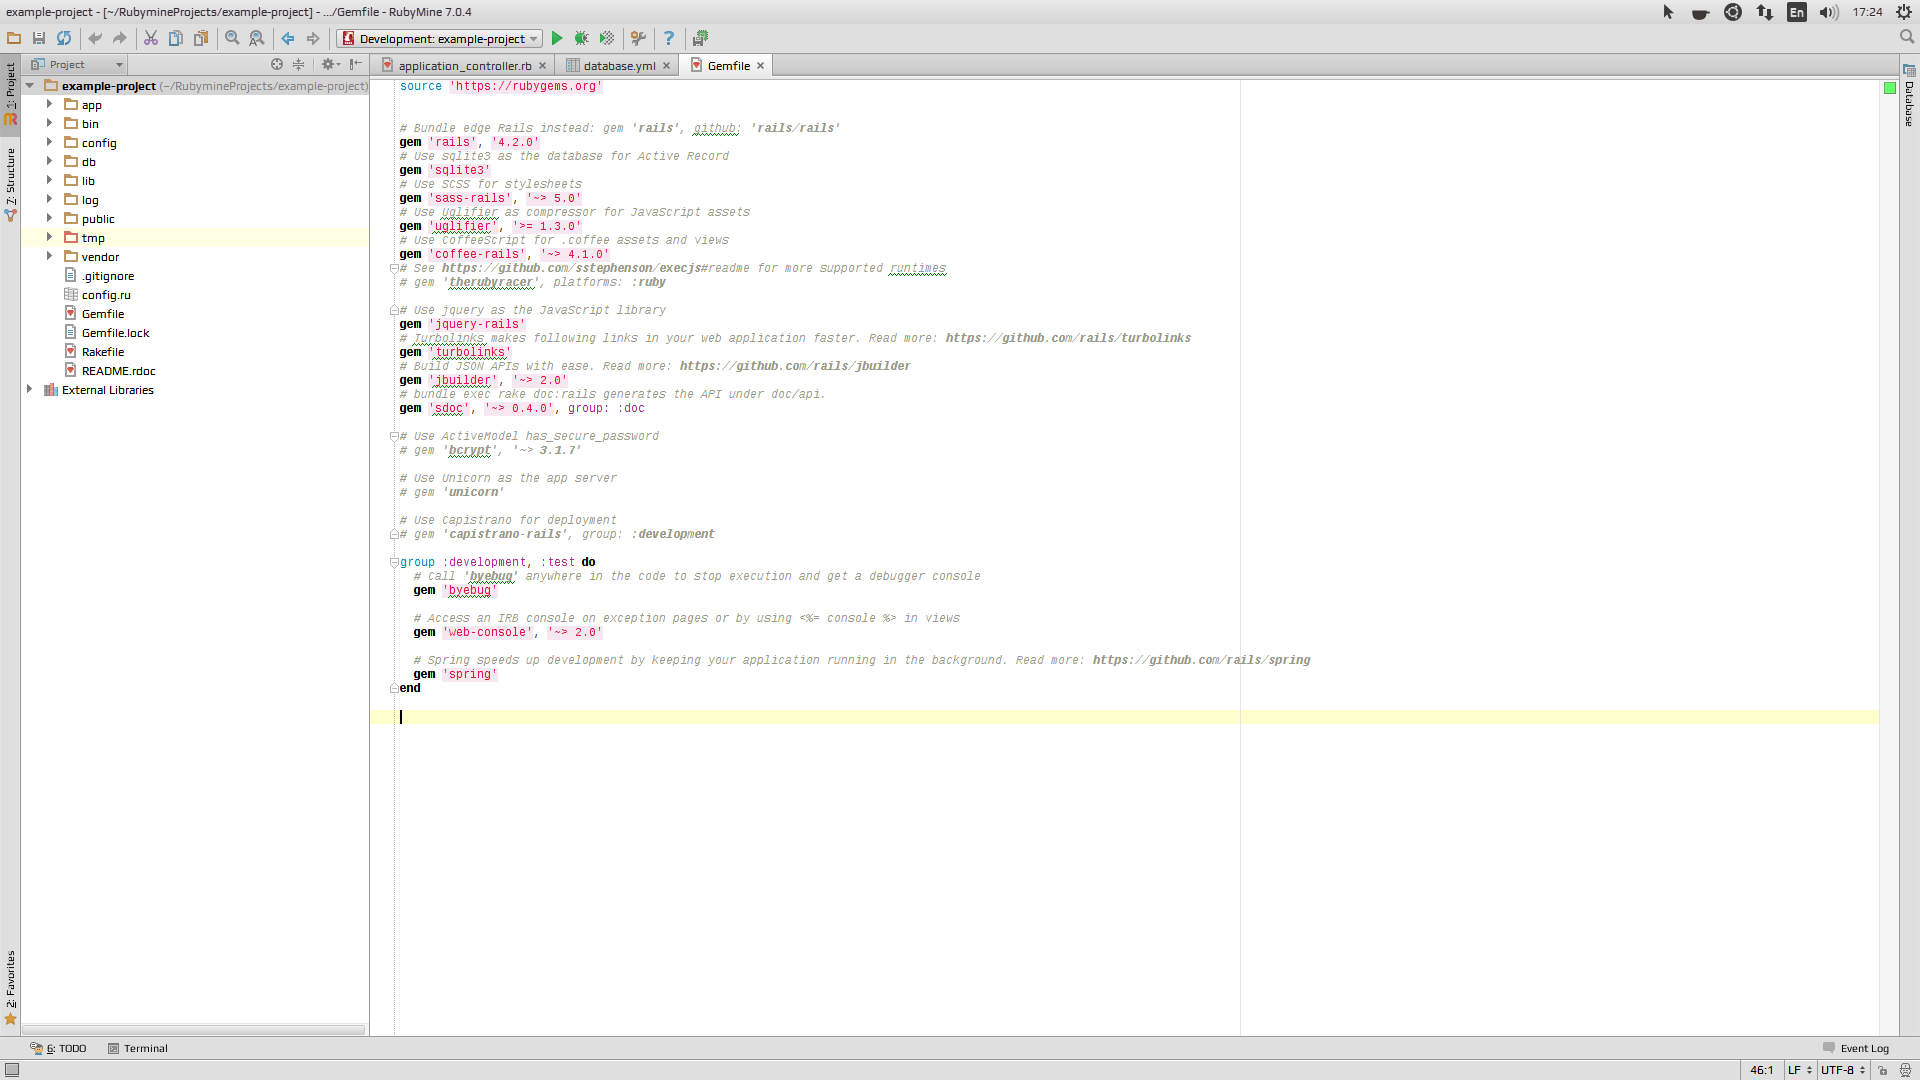 example-project - [~/RubymineProjects/example-project] - .../Gemfile - RubyMine 7.0.4
En
17:24
Development: example-project
Project
application_controller.rb
database.yml
Gemfile
1: Project
7: Structure
2: Favorites
Database
example-project (~/RubymineProjects/example-project)
app
bin
config
db
lib
log
public
tmp
vendor
.gitignore
config.ru
Gemfile
Gemfile.lock
Rakefile
README.rdoc
External Libraries
source 'https://rubygems.org'
# Bundle edge Rails instead: gem 'rails', github: 'rails/rails'
gem 'rails', '4.2.0'
# Use sqlite3 as the database for Active Record
gem 'sqlite3'
# Use SCSS for stylesheets
gem 'sass-rails', '~> 5.0'
# Use Uglifier as compressor for JavaScript assets
gem 'uglifier', '>= 1.3.0'
# Use CoffeeScript for .coffee assets and views
gem 'coffee-rails', '~> 4.1.0'
# See https://github.com/sstephenson/execjs#readme for more supported runtimes
# gem 'therubyracer', platforms: :ruby
# Use jquery as the JavaScript library
gem 'jquery-rails'
# Turbolinks makes following links in your web application faster. Read more: https://github.com/rails/turbolinks
gem 'turbolinks'
# Build JSON APIs with ease. Read more: https://github.com/rails/jbuilder
gem 'jbuilder', '~> 2.0'
# bundle exec rake doc:rails generates the API under doc/api.
gem 'sdoc', '~> 0.4.0', group: :doc
# Use ActiveModel has_secure_password
# gem 'bcrypt', '~> 3.1.7'
# Use Unicorn as the app server
# gem 'unicorn'
# Use Capistrano for deployment
# gem 'capistrano-rails', group: :development
group :development, :test do
# Call 'byebug' anywhere in the code to stop execution and get a debugger console
gem 'byebug'
# Access an IRB console on exception pages or by using <%= console %> in views
gem 'web-console', '~> 2.0'
# Spring speeds up development by keeping your application running in the background. Read more: https://github.com/rails/spring
gem 'spring'
end
6: TODO
Terminal
Event Log
46:1
LF
UTF-8